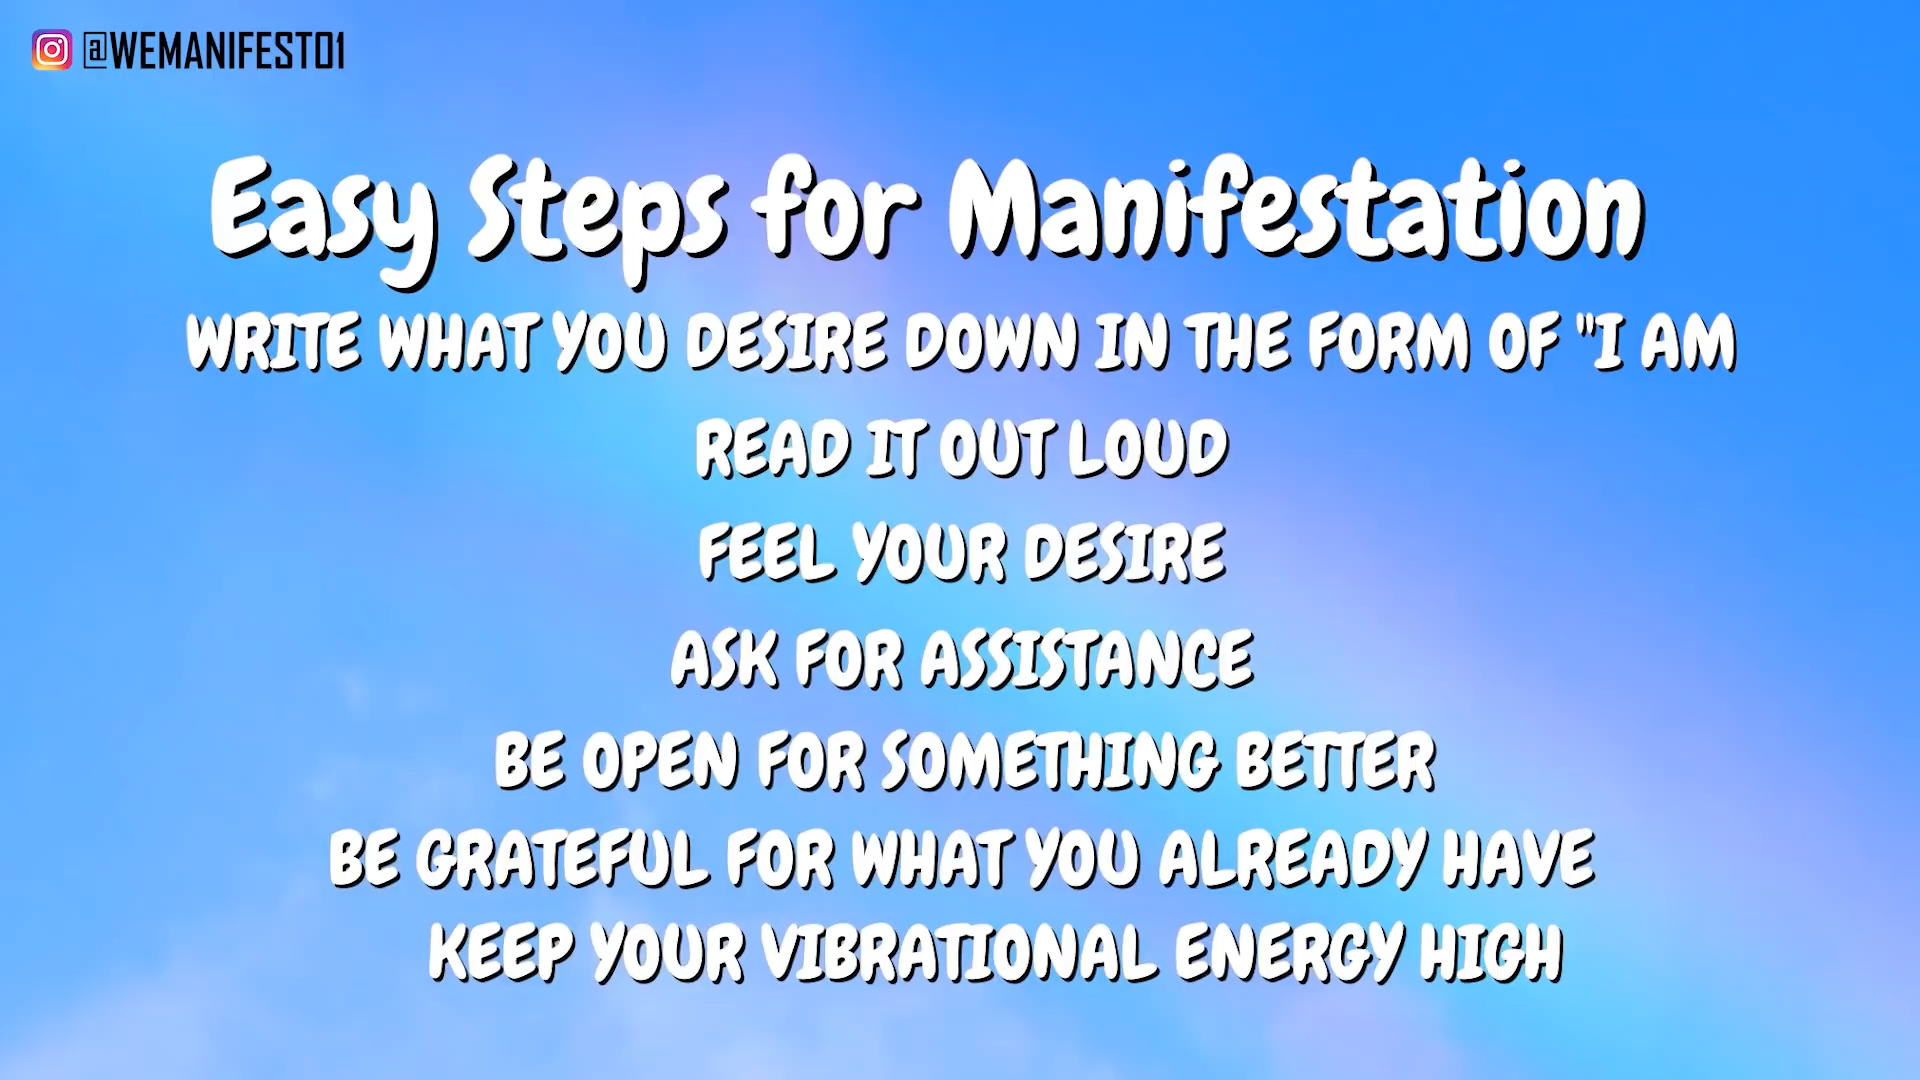 @WEMANIFEST01
Easy Steps for Manifestation
WRITE WHAT YOU DESIRE DOWN IN THE FORM OF "I AM
READ IT OUT LOUD
FEEL YOUR DESIRE
ASK FOR ASSISTANCE
BE OPEN FOR SOMETHING BETTER
BE GRATEFUL FOR WHAT YOU ALREADY HAVE
KEEP YOUR VIBRATIONAL ENERGY HIGH